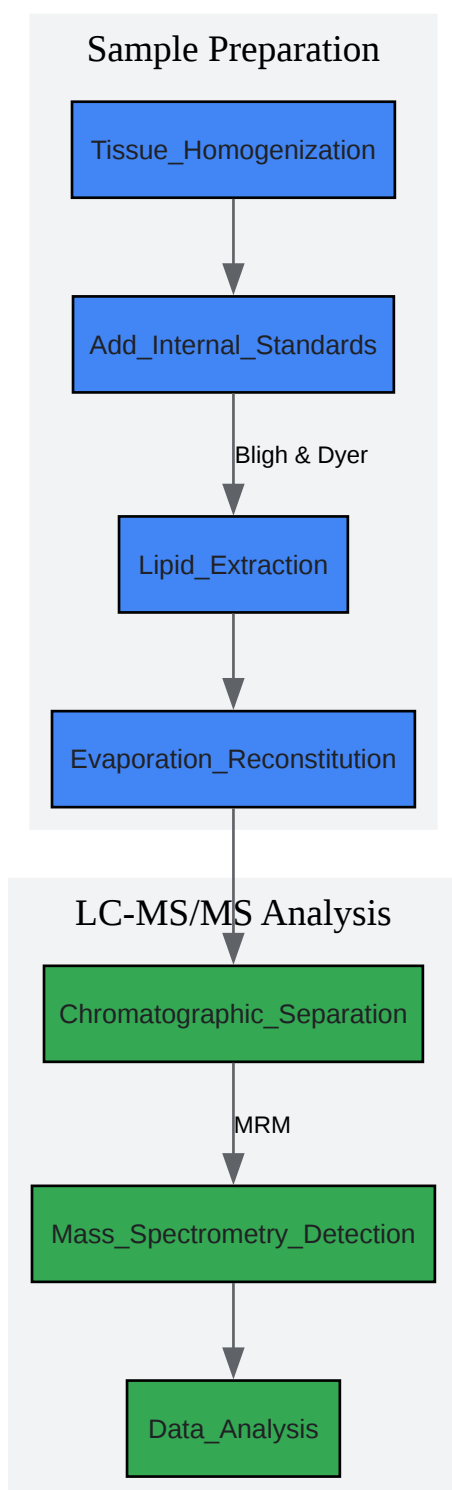 Sample Preparation
Tissue_Homogenization
Add_Internal_Standards
Bligh & Dyer
Lipid_Extraction
Evaporation_Reconstitution
LC-MS/MS Analysis
Chromatographic_Separation
MRM
Mass_Spectrometry_Detection
Data_Analysis